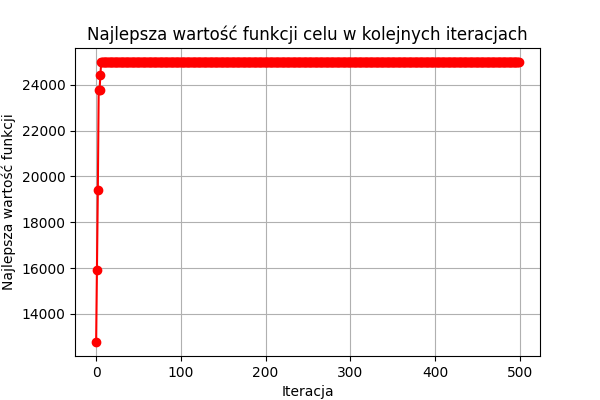 Najlepsza wartość funkcji celu w kolejnych iteracjach
Najlepsza wartość funkcji
24000
22000
20000
18000
16000
14000
0 100 200 300 400 500
Iteracja